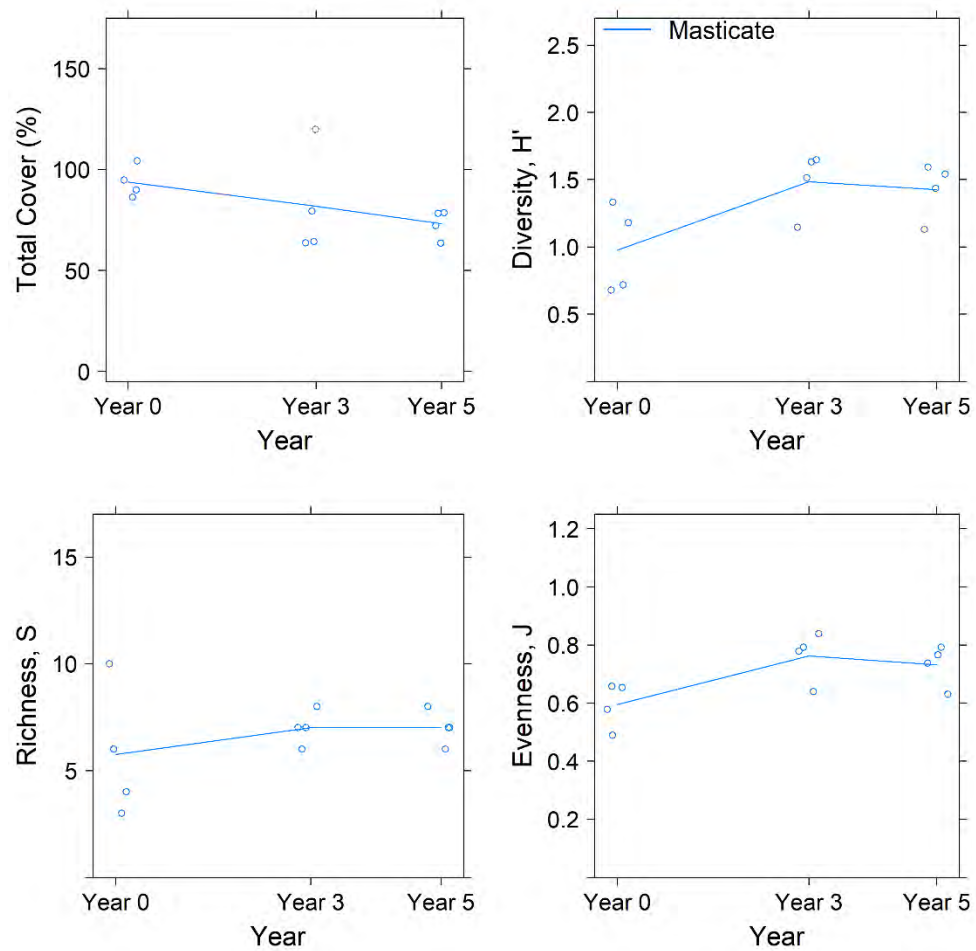 Total Cover (%)
150
100
50
0
Year 0 Year 3 Year 5
Year
Masticate
Diversity, H'
2.5
2.0
1.5
1.0
0.5
Year 0 Year 3 Year 5
Year
Richness, S
15
10
5
Year 0 Year 3 Year 5
Year
Evenness, J
1.2
1.0
0.8
0.6
0.4
0.2
Year 0 Year 3 Year 5
Year